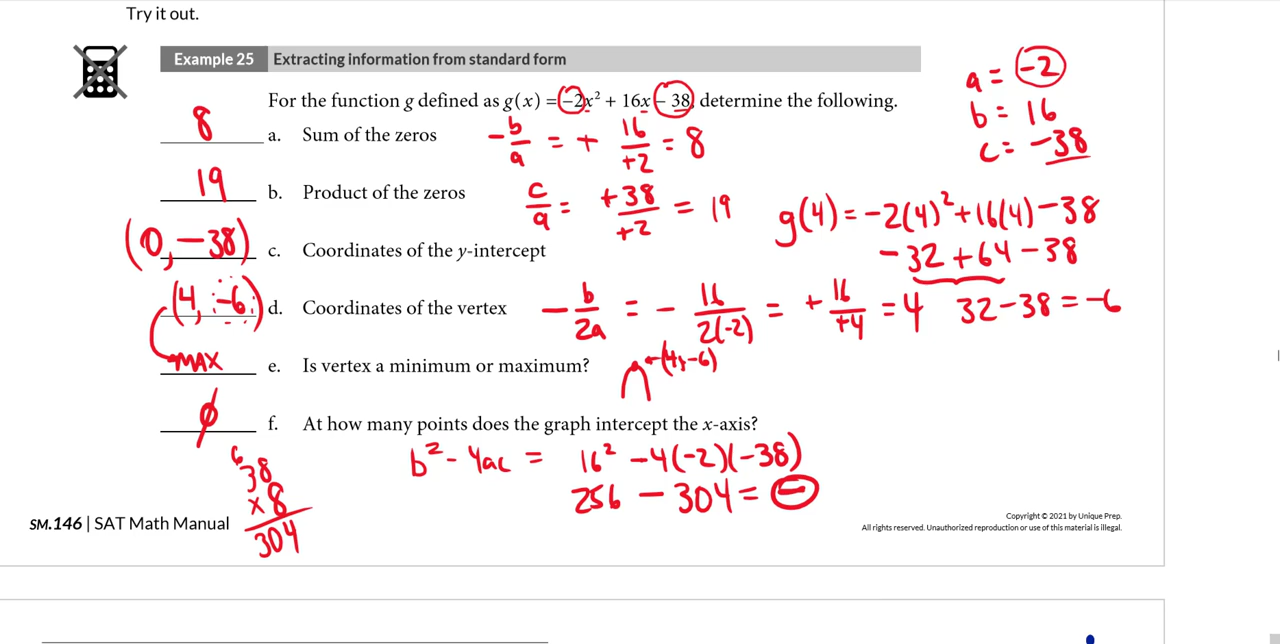 Try it out.
Example 25 Extracting information from standard form
For the function g defined as g(x) = −2x² + 16x − 38, determine the following.
a = -2
b = 16
c = -38
8 a. Sum of the zeros -b/a = + 16/+2 = 8
19 b. Product of the zeros c/a = +38/+2 = 19
g(4) = -2(4)² + 16(4) - 38
(0, -38) c. Coordinates of the y-intercept
-32 + 64 - 38
(4, -6) d. Coordinates of the vertex - b/2a = - 16/2(-2) = + 16/+4 = 4
32 - 38 = -6
MAX e. Is vertex a minimum or maximum? (4, -6)
∅ f. At how many points does the graph intercept the x-axis?
b² - 4ac = 16² - 4(-2)(-38)
256 - 304 = -
6
38
x 8
304
SM.146 | SAT Math Manual
Copyright © 2021 by Unique Prep.
All rights reserved. Unauthorized reproduction or use of this material is illegal.